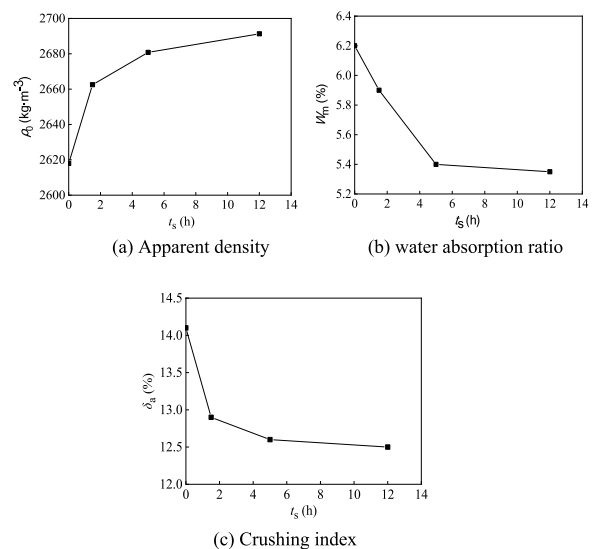 2700
2680
2660
2640
2620
2600
ρ₀ (kg·m⁻³)
0 2 4 6 8 10 12 14
tₛ (h)
(a) Apparent density
6.4
6.2
6.0
5.8
5.6
5.4
5.2
Wₘ (%)
0 2 4 6 8 10 12 14
tₛ (h)
(b) water absorption ratio
14.5
14.0
13.5
13.0
12.5
12.0
δₐ (%)
0 2 4 6 8 10 12 14
tₛ (h)
(c) Crushing index